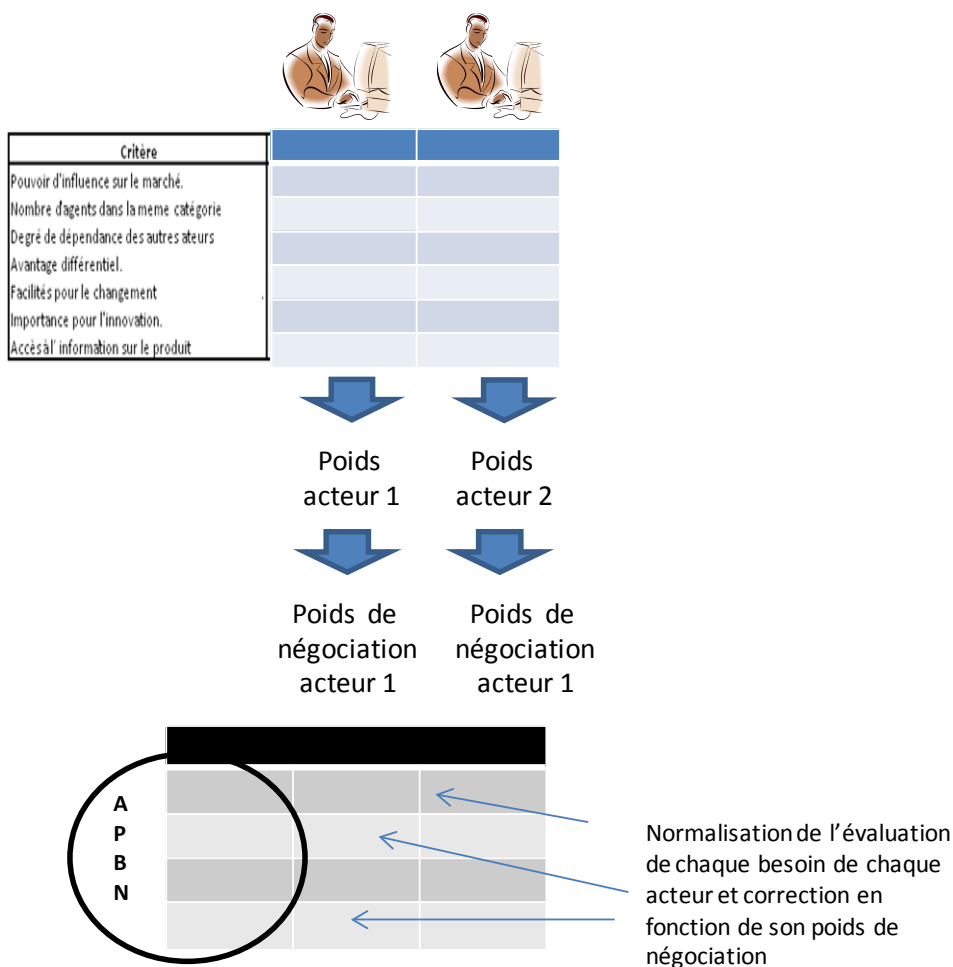 Critère
Pouvoir d'influence sur le marché.
Nombre d'agents dans la meme catégorie
Degré de dépendance des autres ateurs
Avantage différentiel.
Facilités pour le changement .
Importance pour l'innovation.
Accès à l' information sur le produit
Poids
acteur 1
Poids
acteur 2
Poids de
négociation
acteur 1
Poids de
négociation
acteur 1
A
P
B
N
Normalisation de l'évaluation
de chaque besoin de chaque
acteur et correction en
fonction de son poids de
négociation